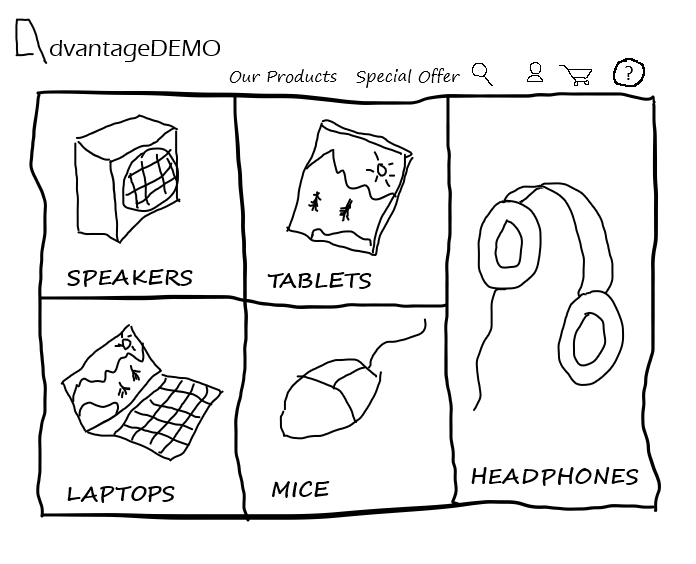 AdvantageDEMO
Our Products Special Offer ?
SPEAKERS
TABLETS
LAPTOPS
MICE
HEADPHONES